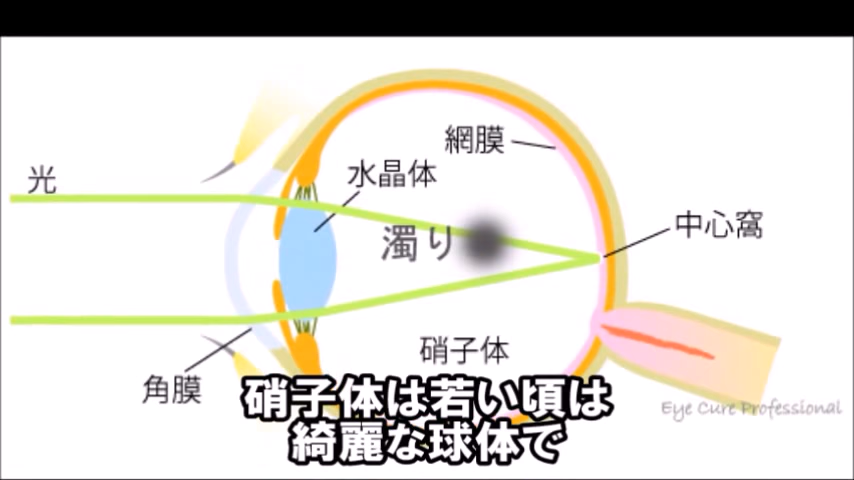 網膜
光
水晶体
中心窩
濁り
硝子体
角膜
Eye Cure Professional
硝子体は若い頃は
綺麗な球体で